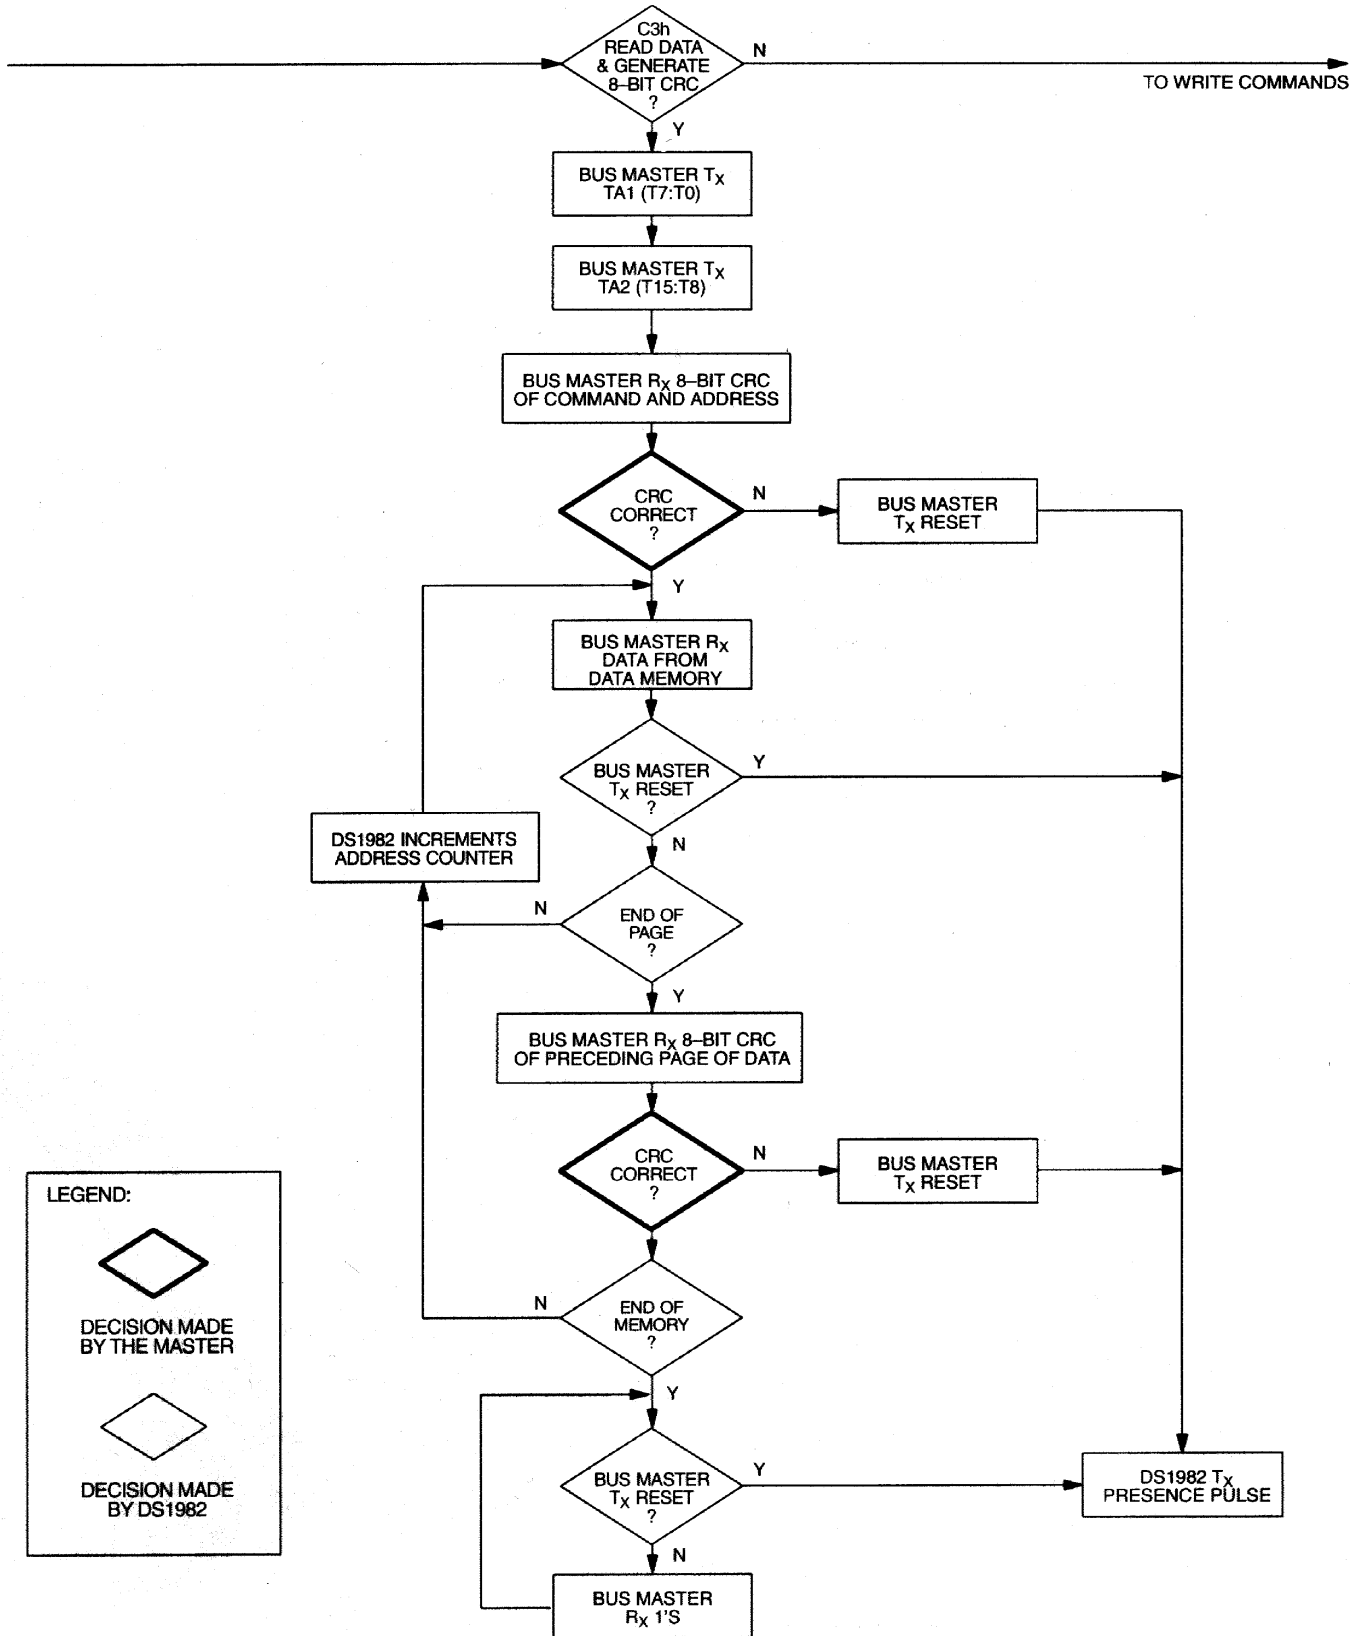 C3h
READ DATA
& GENERATE
8–BIT CRC
?
N
TO WRITE COMMANDS
Y
BUS MASTER TX
TA1 (T7:T0)
BUS MASTER TX
TA2 (T15:T8)
BUS MASTER RX 8–BIT CRC
OF COMMAND AND ADDRESS
CRC
CORRECT
?
N
BUS MASTER
TX RESET
Y
BUS MASTER RX
DATA FROM
DATA MEMORY
BUS MASTER
TX RESET
?
Y
N
DS1982 INCREMENTS
ADDRESS COUNTER
END OF
PAGE
?
N
Y
BUS MASTER RX 8–BIT CRC
OF PRECEDING PAGE OF DATA
CRC
CORRECT
?
N
BUS MASTER
TX RESET
END OF
MEMORY
?
N
Y
BUS MASTER
TX RESET
?
Y
DS1982 TX
PRESENCE PULSE
N
BUS MASTER
RX 1'S
LEGEND:
DECISION MADE
BY THE MASTER
DECISION MADE
BY DS1982